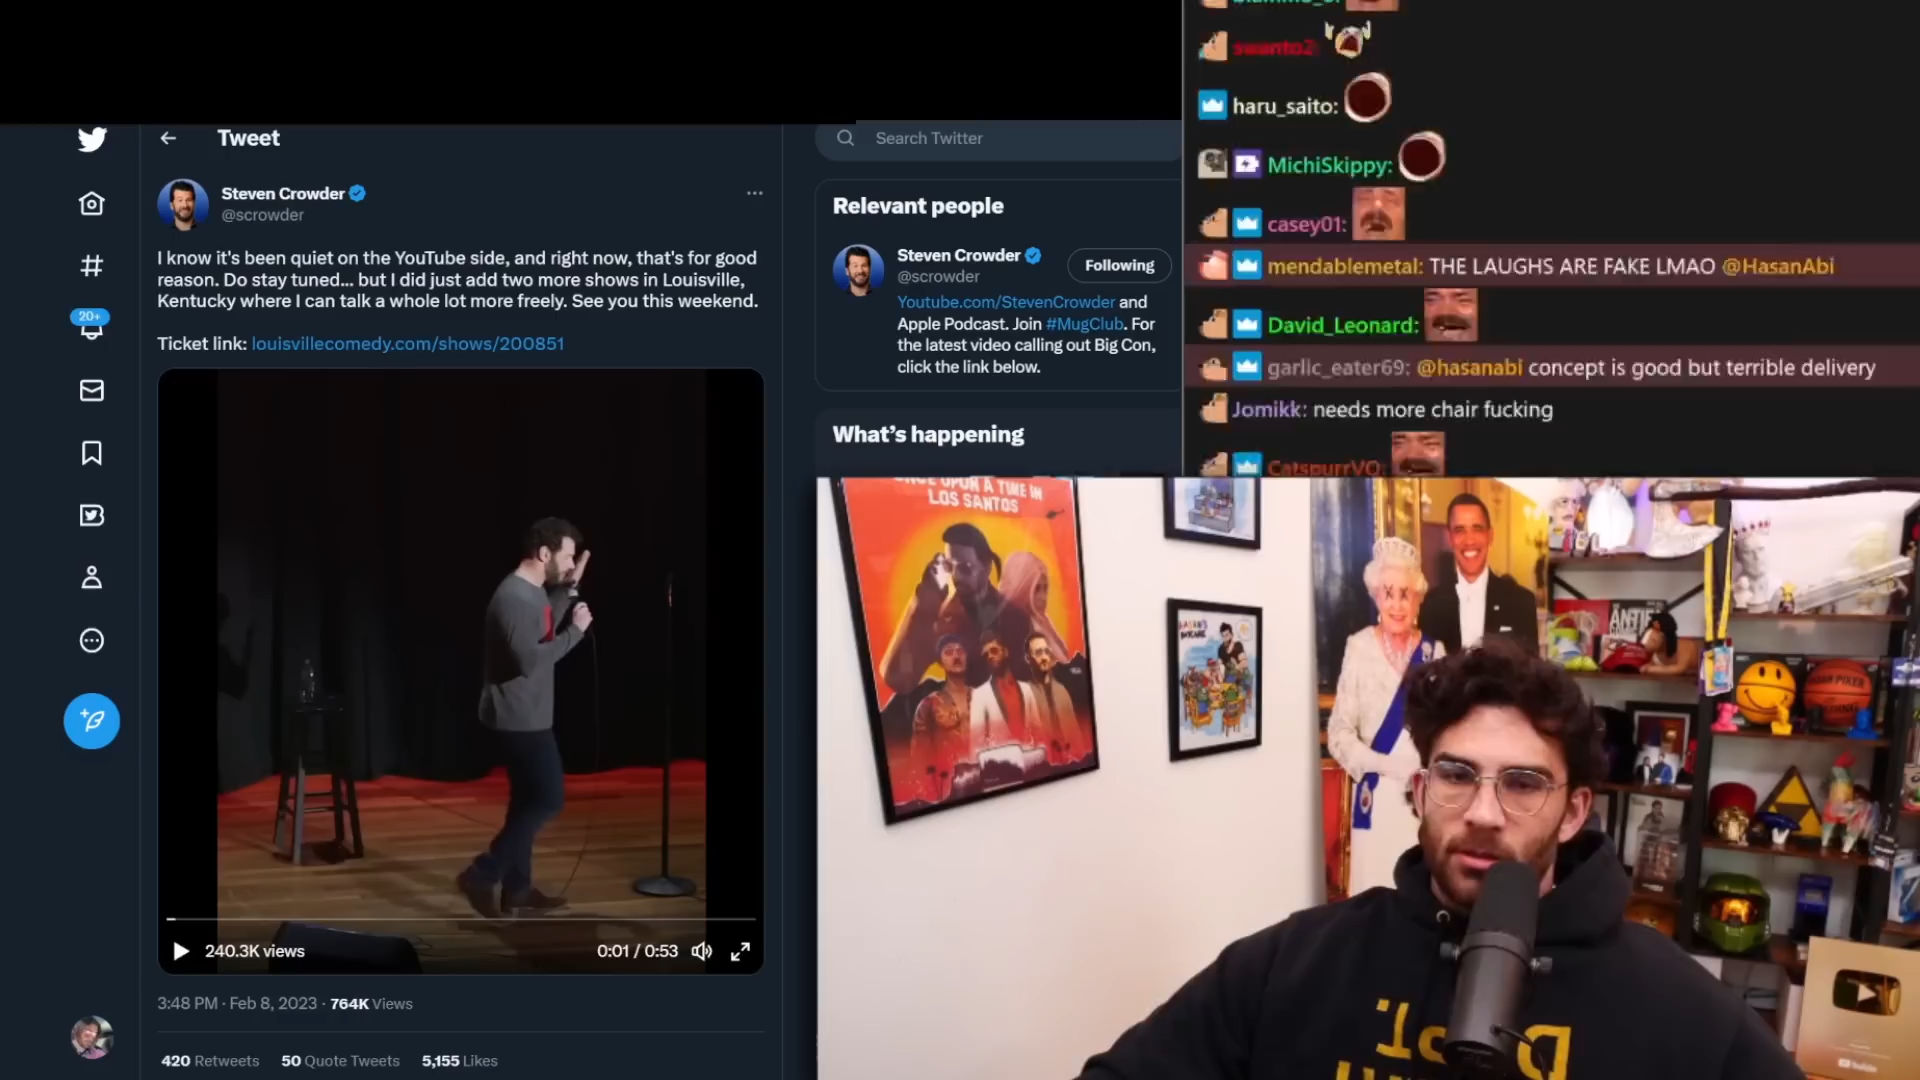 Tweet
Steven Crowder
@scrowder
I know it's been quiet on the YouTube side, and right now, that's for good
reason. Do stay tuned... but I did just add two more shows in Louisville,
Kentucky where I can talk a whole lot more freely. See you this weekend.
Ticket link: louisvillecomedy.com/shows/200851
240.3K views
0:01 / 0:53
3:48 PM · Feb 8, 2023 · 764K Views
420 Retweets 50 Quote Tweets 5,155 Likes
20+
Search Twitter
Relevant people
Steven Crowder
@scrowder
Following
Youtube.com/StevenCrowder and
Apple Podcast. Join #MugClub. For
the latest video calling out Big Con,
click the link below.
What's happening
swanto2:
haru_saito:
MichiSkippy:
casey01:
mendablemetal: THE LAUGHS ARE FAKE LMAO @HasanAbi
David_Leonard:
garlic_eater69: @hasanabi concept is good but terrible delivery
Jomikk: needs more chair fucking
CatspurrVO:
ONCE UPON A TIME IN
LOS SANTOS